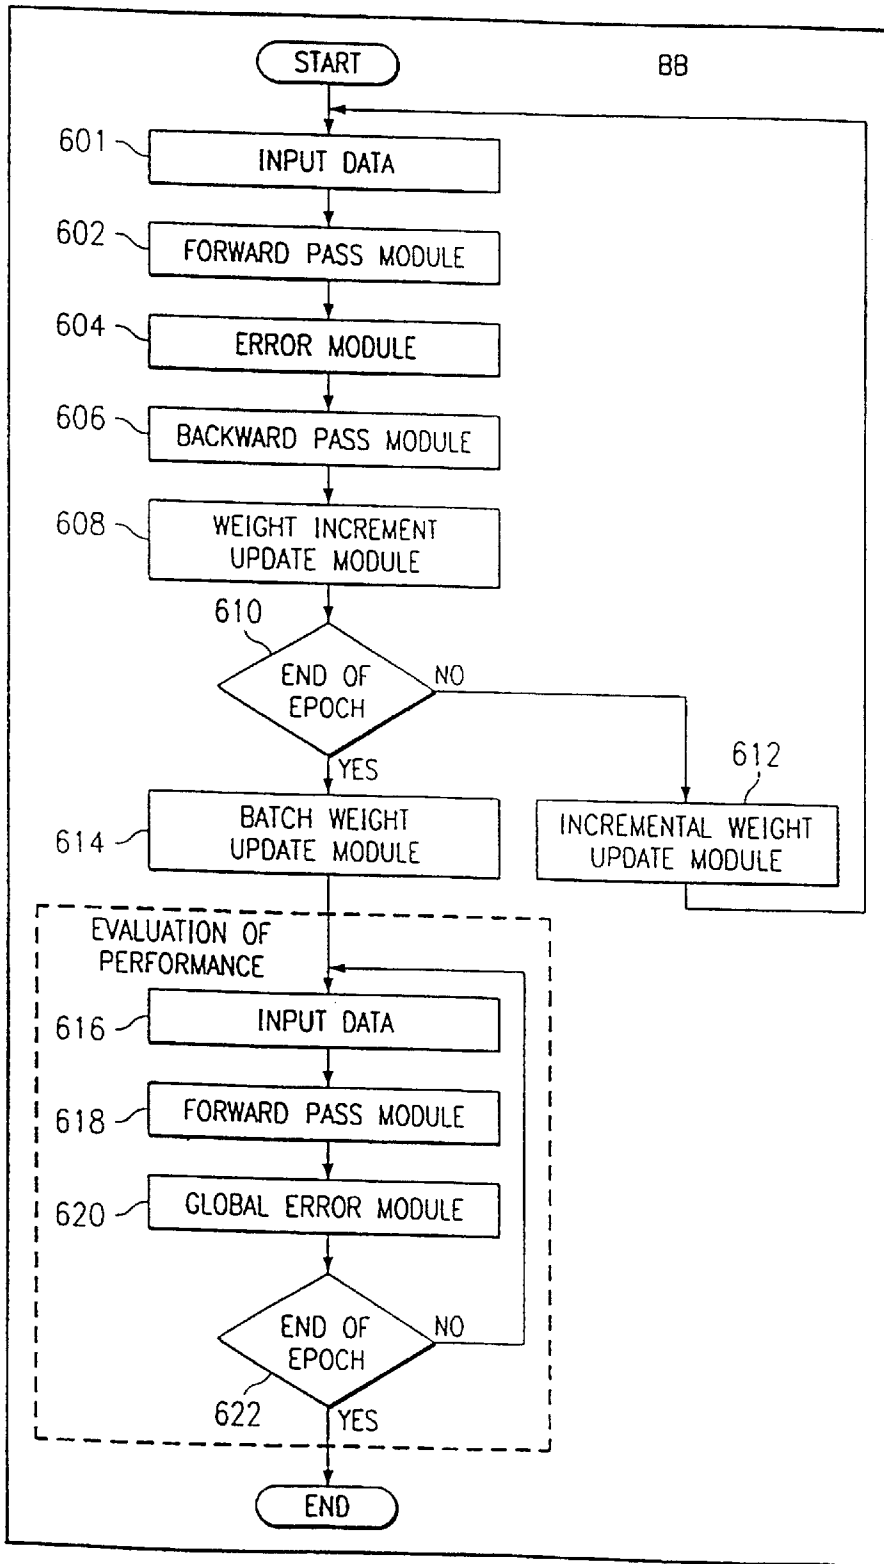 START
BB
601
INPUT DATA
602
FORWARD PASS MODULE
604
ERROR MODULE
606
BACKWARD PASS MODULE
608
WEIGHT INCREMENT
UPDATE MODULE
610
END OF
EPOCH
NO
YES
612
INCREMENTAL WEIGHT
UPDATE MODULE
614
BATCH WEIGHT
UPDATE MODULE
EVALUATION OF
PERFORMANCE
616
INPUT DATA
618
FORWARD PASS MODULE
620
GLOBAL ERROR MODULE
END OF
EPOCH
NO
622
YES
END